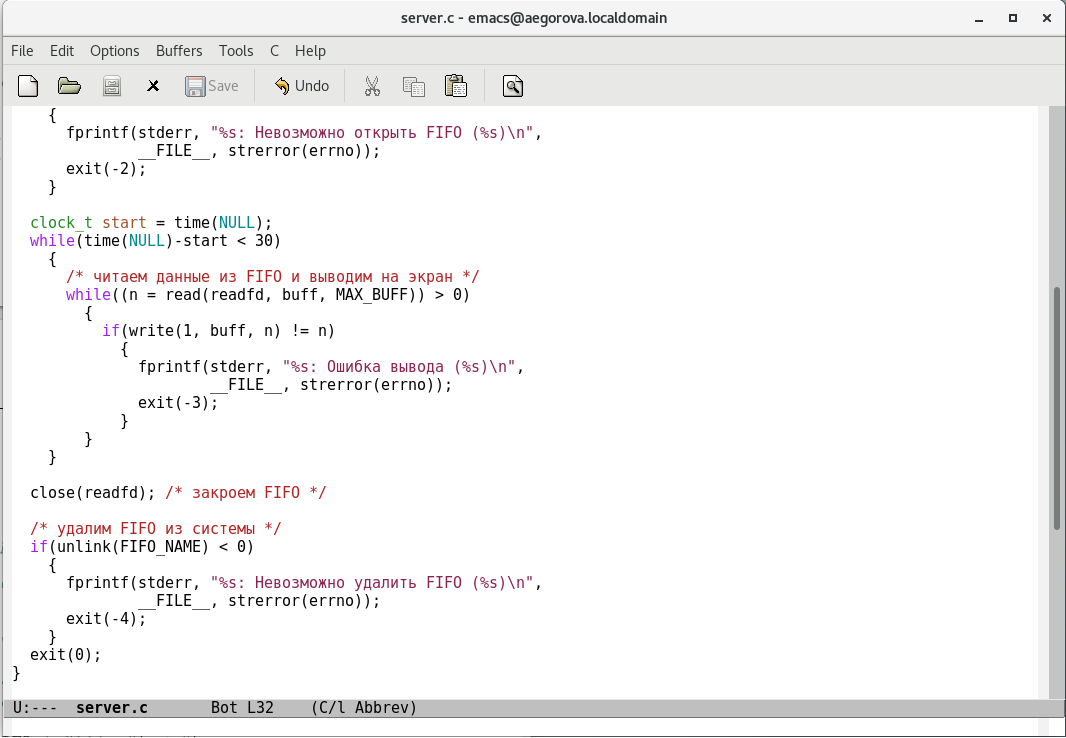 server.c - emacs@aegorova.localdomain
File Edit Options Buffers Tools C Help
Save Undo
    {
      fprintf(stderr, "%s: Невозможно открыть FIFO (%s)\n",
              __FILE__, strerror(errno));
      exit(-2);
    }
  clock_t start = time(NULL);
  while(time(NULL)-start < 30)
    {
      /* читаем данные из FIFO и выводим на экран */
      while((n = read(readfd, buff, MAX_BUFF)) > 0)
        {
          if(write(1, buff, n) != n)
            {
              fprintf(stderr, "%s: Ошибка вывода (%s)\n",
                      __FILE__, strerror(errno));
              exit(-3);
            }
        }
    }
  close(readfd); /* закроем FIFO */
  /* удалим FIFO из системы */
  if(unlink(FIFO_NAME) < 0)
    {
      fprintf(stderr, "%s: Невозможно удалить FIFO (%s)\n",
              __FILE__, strerror(errno));
      exit(-4);
    }
  exit(0);
}
U:--- server.c Bot L32 (C/l Abbrev)